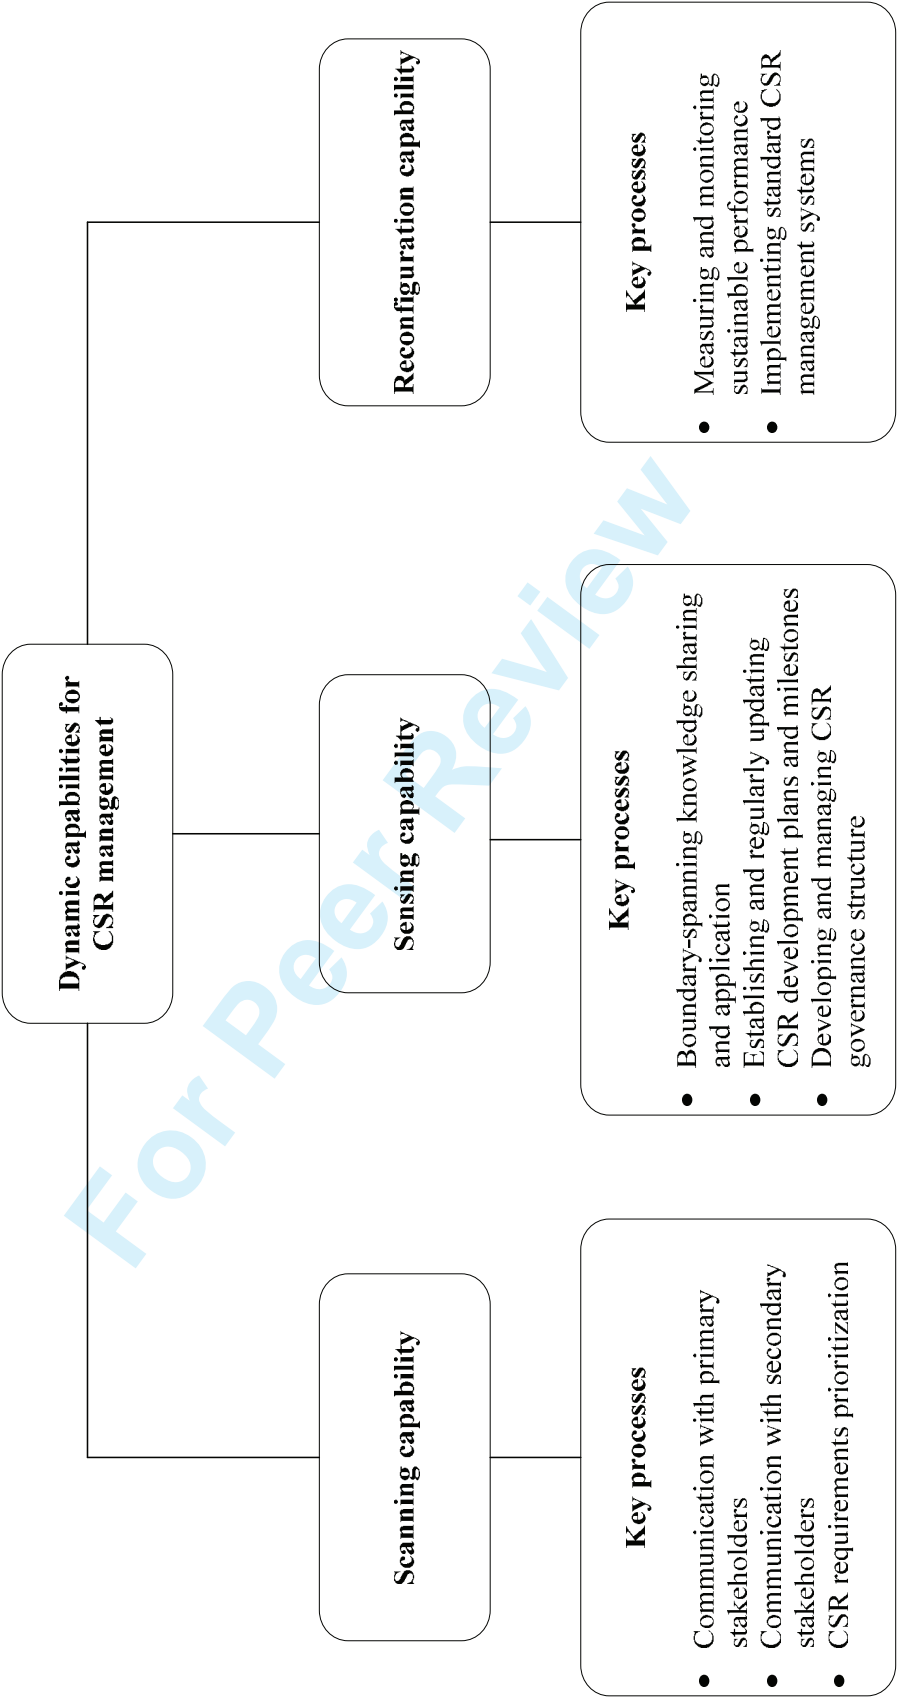 Dynamic capabilities for
CSR management
Scanning capability
Sensing capability
Reconfiguration capability
Key processes
● Communication with primary
stakeholders
● Communication with secondary
stakeholders
● CSR requirements prioritization
Key processes
● Boundary-spanning knowledge sharing
and application
● Establishing and regularly updating
CSR development plans and milestones
● Developing and managing CSR
governance structure
Key processes
● Measuring and monitoring
sustainable performance
● Implementing standard CSR
management systems
For Peer Review